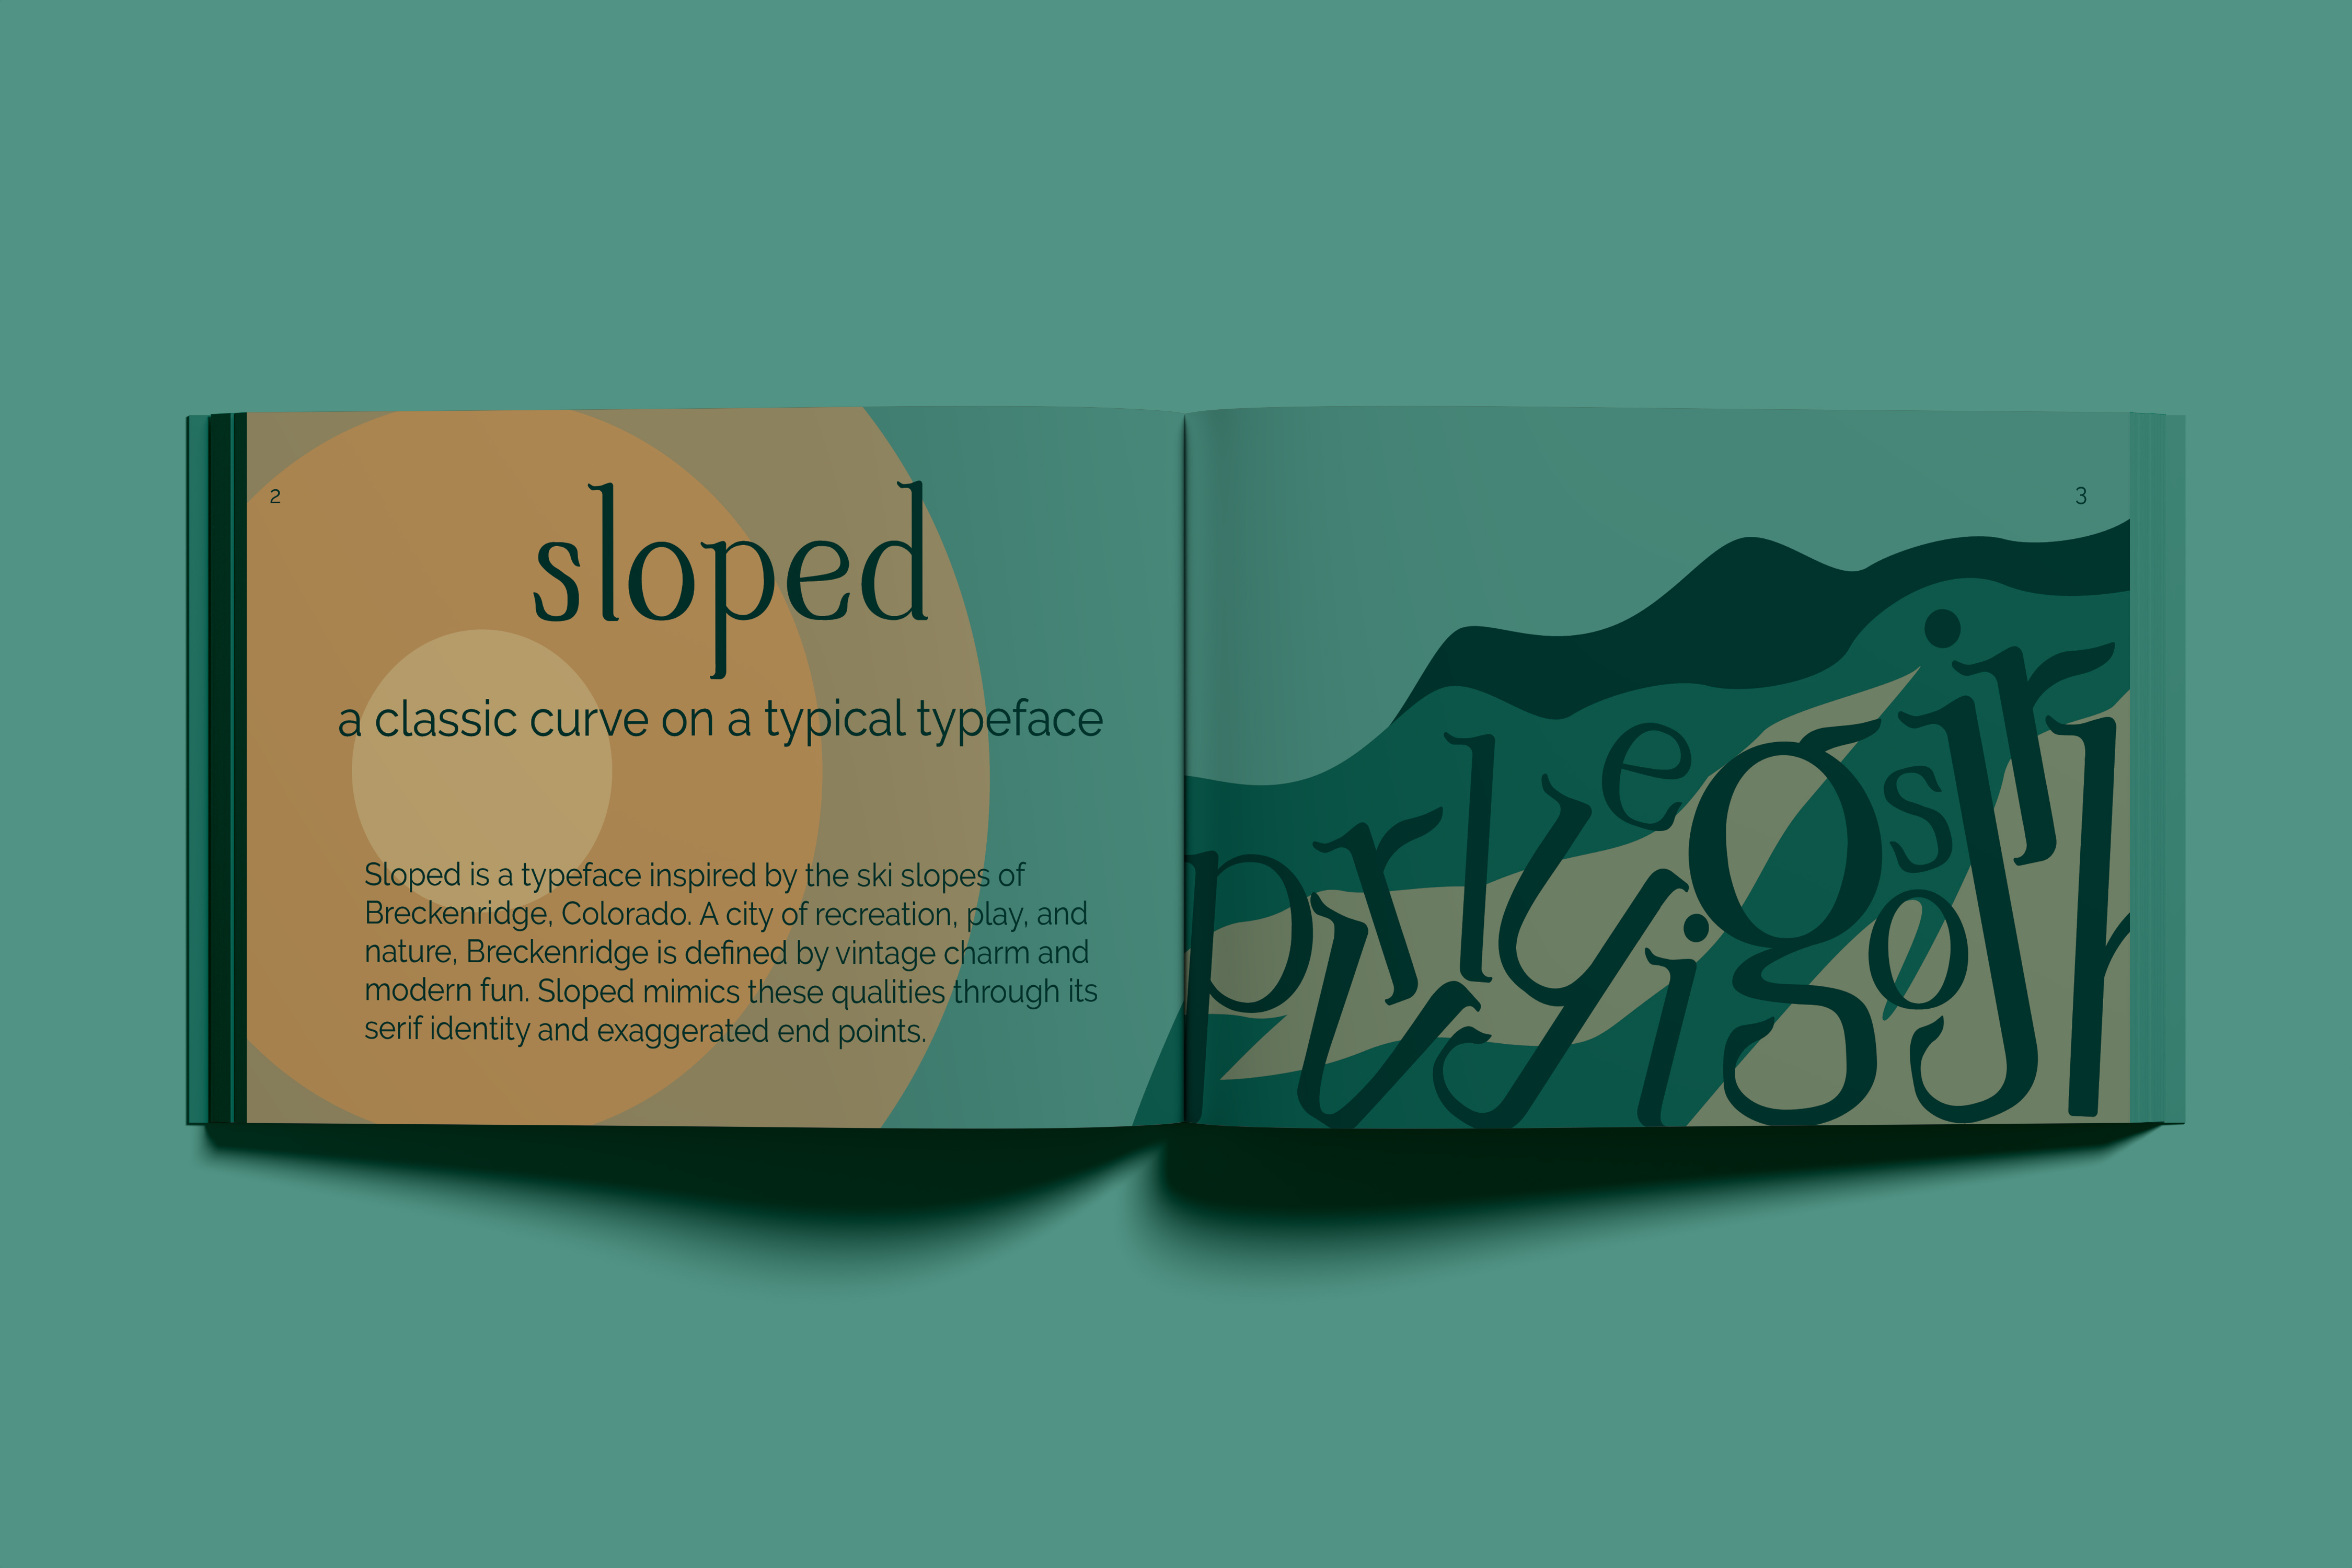 2
sloped
a classic curve on a typical typeface
Sloped is a typeface inspired by the ski slopes of
Breckenridge, Colorado. A city of recreation, play, and
nature, Breckenridge is defined by vintage charm and
modern fun. Sloped mimics these qualities through its
serif identity and exaggerated end points.
3
p
r
l
y
e
g
s
j
r
l
v
i
o
h